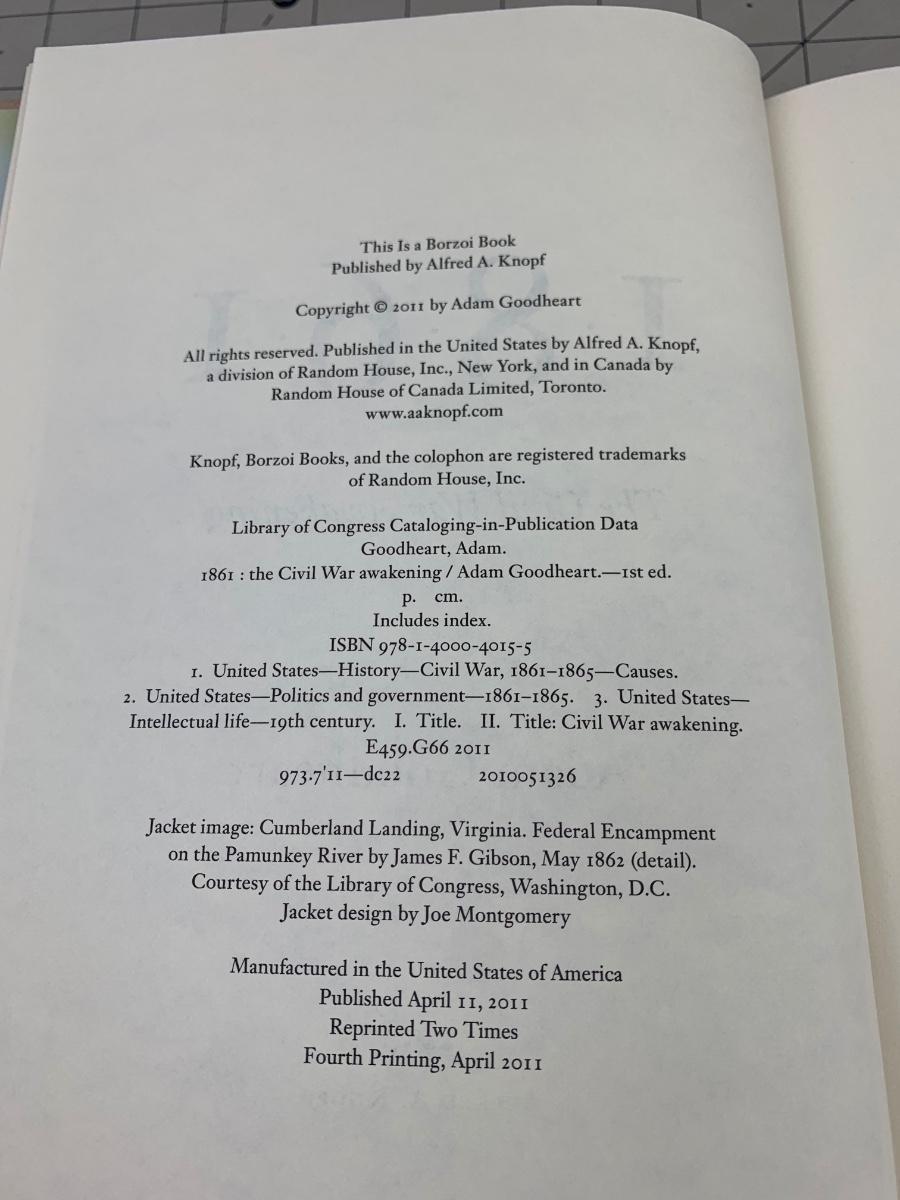 This Is a Borzoi Book
Published by Alfred A. Knopf
Copyright © 2011 by Adam Goodheart
All rights reserved. Published in the United States by Alfred A. Knopf,
a division of Random House, Inc., New York, and in Canada by
Random House of Canada Limited, Toronto.
www.aaknopf.com
Knopf, Borzoi Books, and the colophon are registered trademarks
of Random House, Inc.
Library of Congress Cataloging-in-Publication Data
Goodheart, Adam.
1861 : the Civil War awakening / Adam Goodheart.—1st ed.
p. cm.
Includes index.
ISBN 978-1-4000-4015-5
1. United States—History—Civil War, 1861–1865—Causes.
2. United States—Politics and government—1861–1865. 3. United States—
Intellectual life—19th century. I. Title. II. Title: Civil War awakening.
E459.G66 2011
973.7'11—dc22 2010051326
Jacket image: Cumberland Landing, Virginia. Federal Encampment
on the Pamunkey River by James F. Gibson, May 1862 (detail).
Courtesy of the Library of Congress, Washington, D.C.
Jacket design by Joe Montgomery
Manufactured in the United States of America
Published April 11, 2011
Reprinted Two Times
Fourth Printing, April 2011